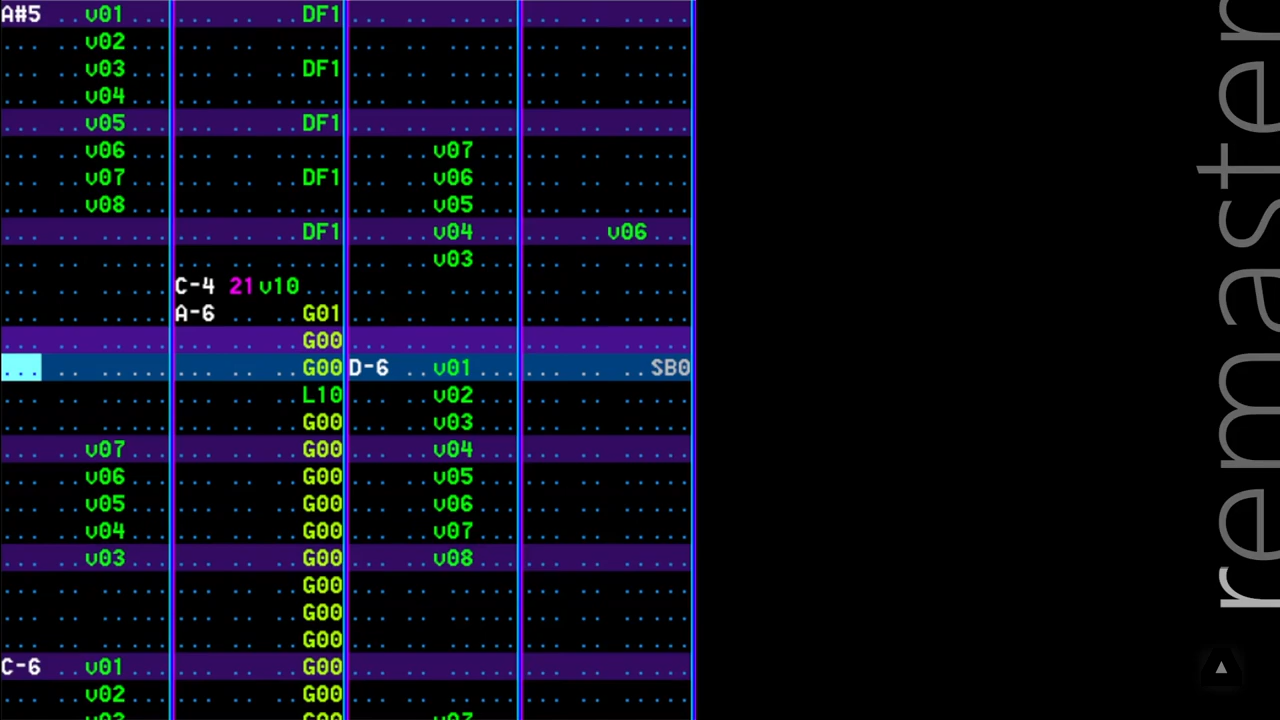 A#5 .. v01 ... ... .. .. DF1 ... .. .. ... ... .. .. ...
... .. v02 ... ... .. .. ... ... .. .. ... ... .. .. ...
... .. v03 ... ... .. .. DF1 ... .. .. ... ... .. .. ...
... .. v04 ... ... .. .. ... ... .. .. ... ... .. .. ...
... .. v05 ... ... .. .. DF1 ... .. .. ... ... .. .. ...
... .. v06 ... ... .. .. ... ... .. v07 ... ... .. .. ...
... .. v07 ... ... .. .. DF1 ... .. v06 ... ... .. .. ...
... .. v08 ... ... .. .. ... ... .. v05 ... ... .. .. ...
... .. .. ... ... .. .. DF1 ... .. v04 ... ... .. v06 ...
... .. .. ... ... .. .. ... ... .. v03 ... ... .. .. ...
... .. .. ... C-4 21 v10 ... ... .. .. ... ... .. .. ...
... .. .. ... A-6 .. .. G01 ... .. .. ... ... .. .. ...
... .. .. ... ... .. .. G00 ... .. .. ... ... .. .. ...
... .. .. ... ... .. .. G00 D-6 .. v01 ... ... .. .. SB0
... .. .. ... ... .. .. L10 ... .. v02 ... ... .. .. ...
... .. .. ... ... .. .. G00 ... .. v03 ... ... .. .. ...
... .. v07 ... ... .. .. G00 ... .. v04 ... ... .. .. ...
... .. v06 ... ... .. .. G00 ... .. v05 ... ... .. .. ...
... .. v05 ... ... .. .. G00 ... .. v06 ... ... .. .. ...
... .. v04 ... ... .. .. G00 ... .. v07 ... ... .. .. ...
... .. v03 ... ... .. .. G00 ... .. v08 ... ... .. .. ...
... .. .. ... ... .. .. G00 ... .. .. ... ... .. .. ...
... .. .. ... ... .. .. G00 ... .. .. ... ... .. .. ...
... .. .. ... ... .. .. G00 ... .. .. ... ... .. .. ...
C-6 .. v01 ... ... .. .. G00 ... .. .. ... ... .. .. ...
... .. v02 ... ... .. .. G00 ... .. .. ... ... .. .. ...
remaster